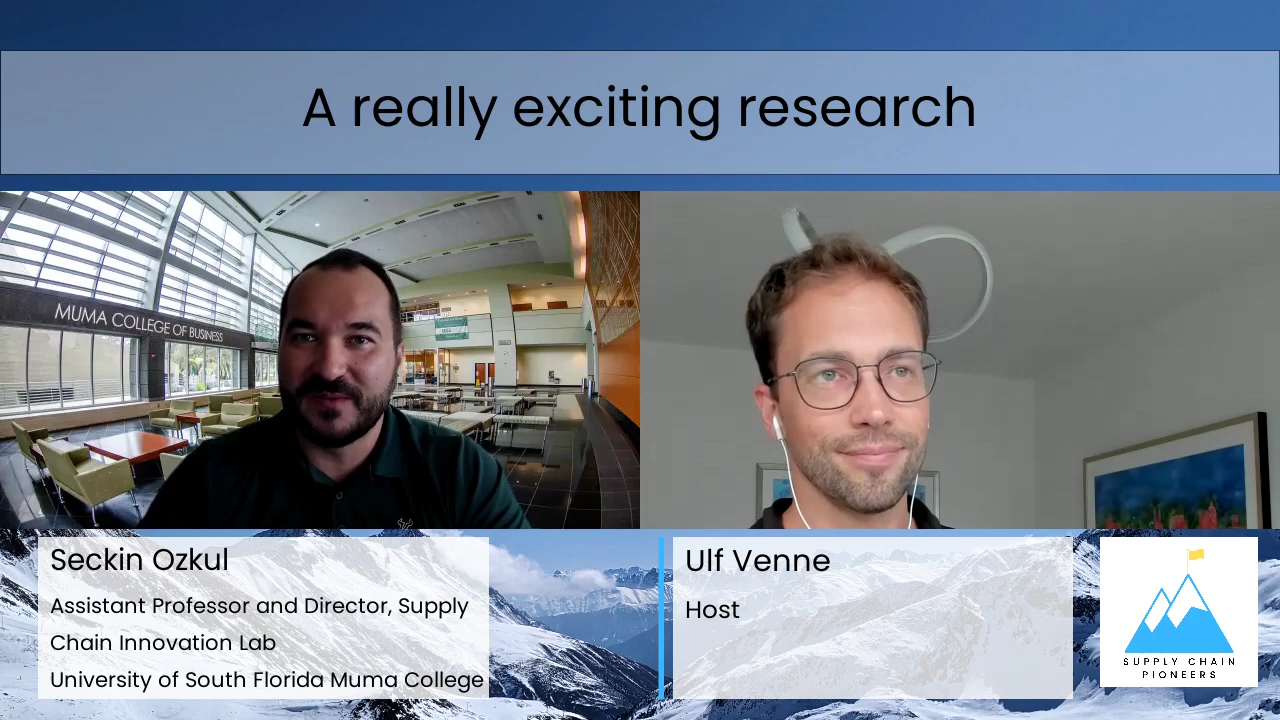 A really exciting research
MUMA COLLEGE OF BUSINESS
Seckin Ozkul
Assistant Professor and Director, Supply
Chain Innovation Lab
University of South Florida Muma College
Ulf Venne
Host
SUPPLY CHAIN
PIONEERS